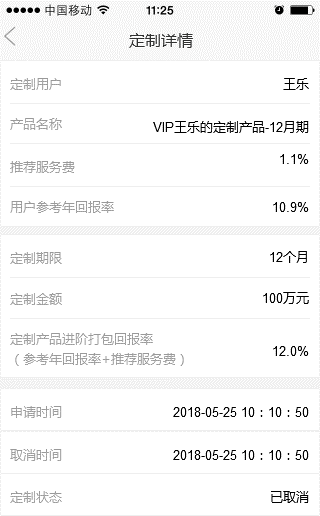 中国移动 11:25
定制详情
定制用户 王乐
产品名称 VIP王乐的定制产品-12月期
推荐服务费 1.1%
用户参考年回报率 10.9%
定制期限 12个月
定制金额 100万元
定制产品进阶打包回报率
（参考年回报率+推荐服务费） 12.0%
申请时间 2018-05-25 10：10：50
取消时间 2018-05-25 10：10：50
定制状态 已取消